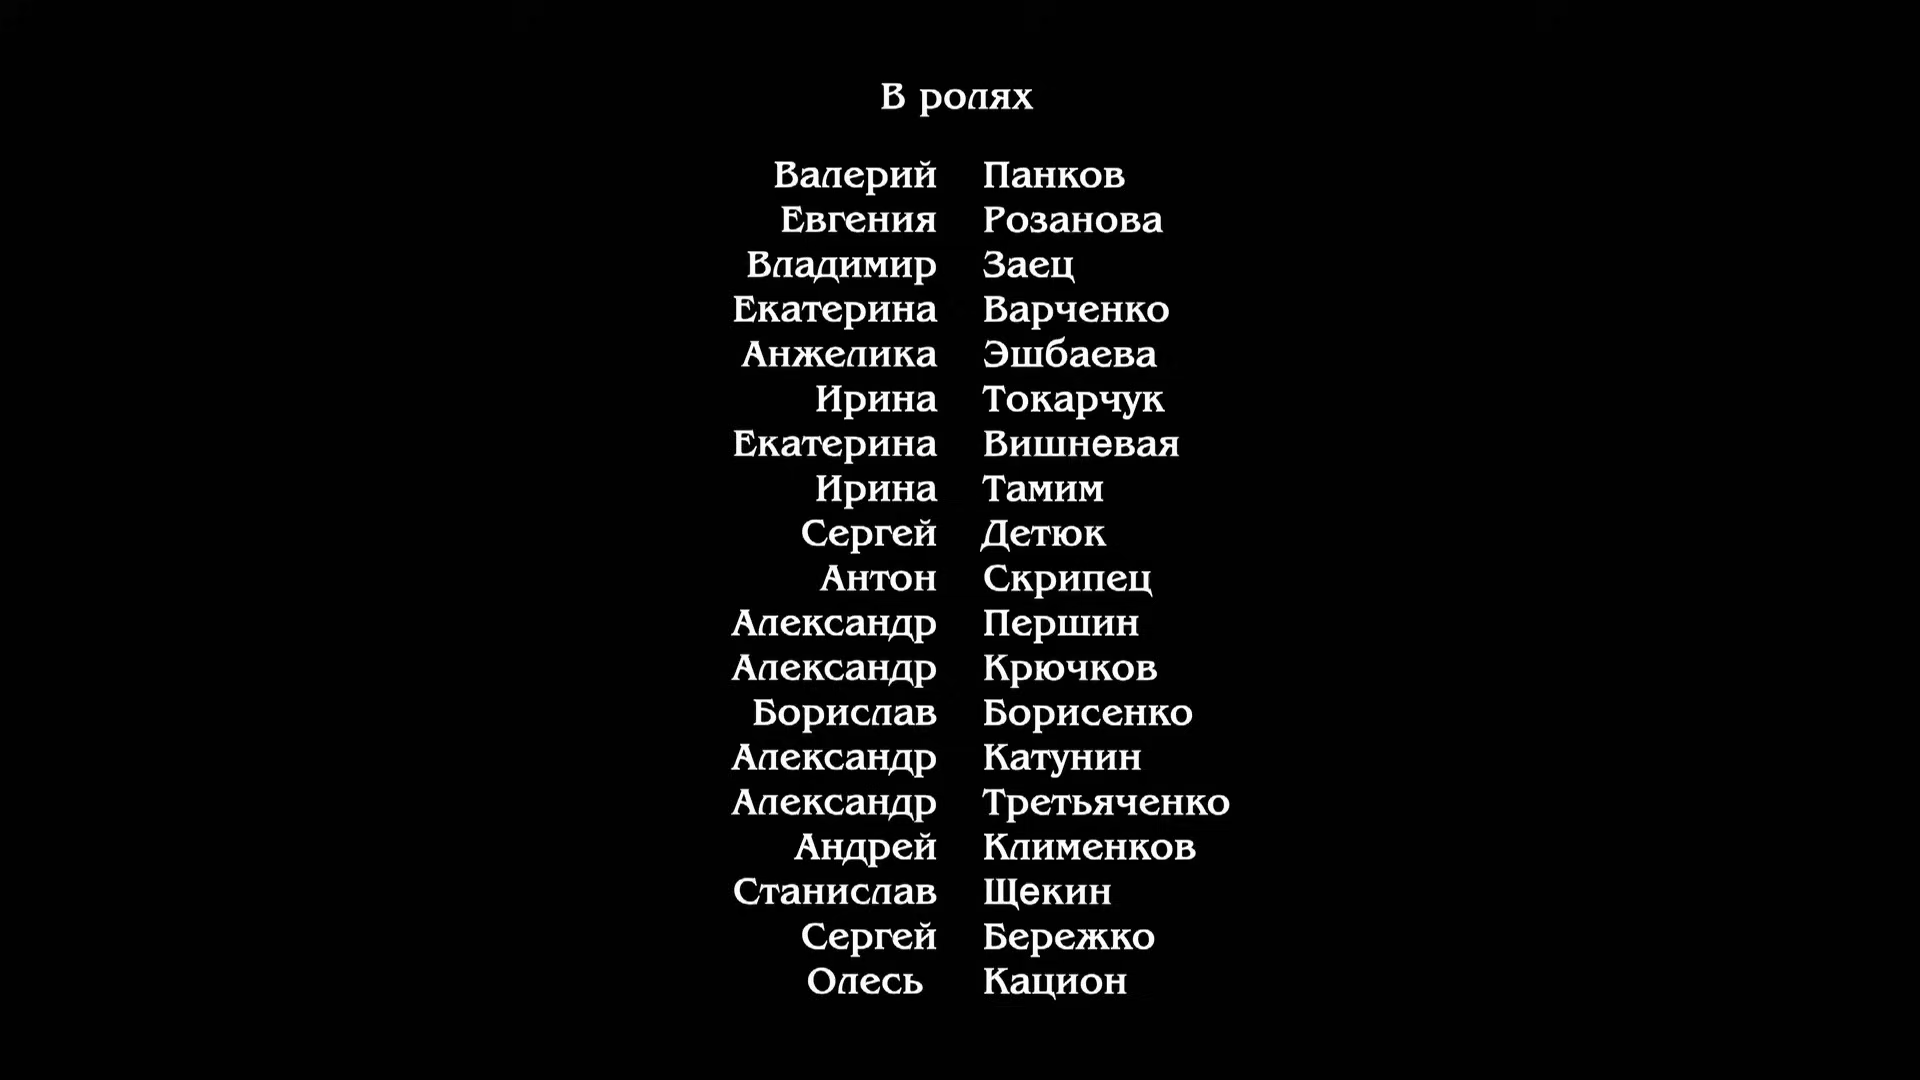 В ролях
Валерий Панков
Евгения Розанова
Владимир Заец
Екатерина Варченко
Анжелика Эшбаева
Ирина Токарчук
Екатерина Вишневая
Ирина Тамим
Сергей Детюк
Антон Скрипец
Александр Першин
Александр Крючков
Борислав Борисенко
Александр Катунин
Александр Третьяченко
Андрей Клименков
Станислав Щекин
Сергей Бережко
Олесь Кацион